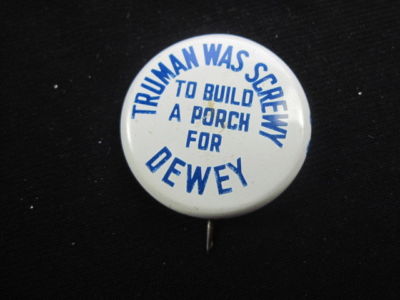 TRUMAN WAS SCREWY
TO BUILD
A PORCH
FOR
DEWEY